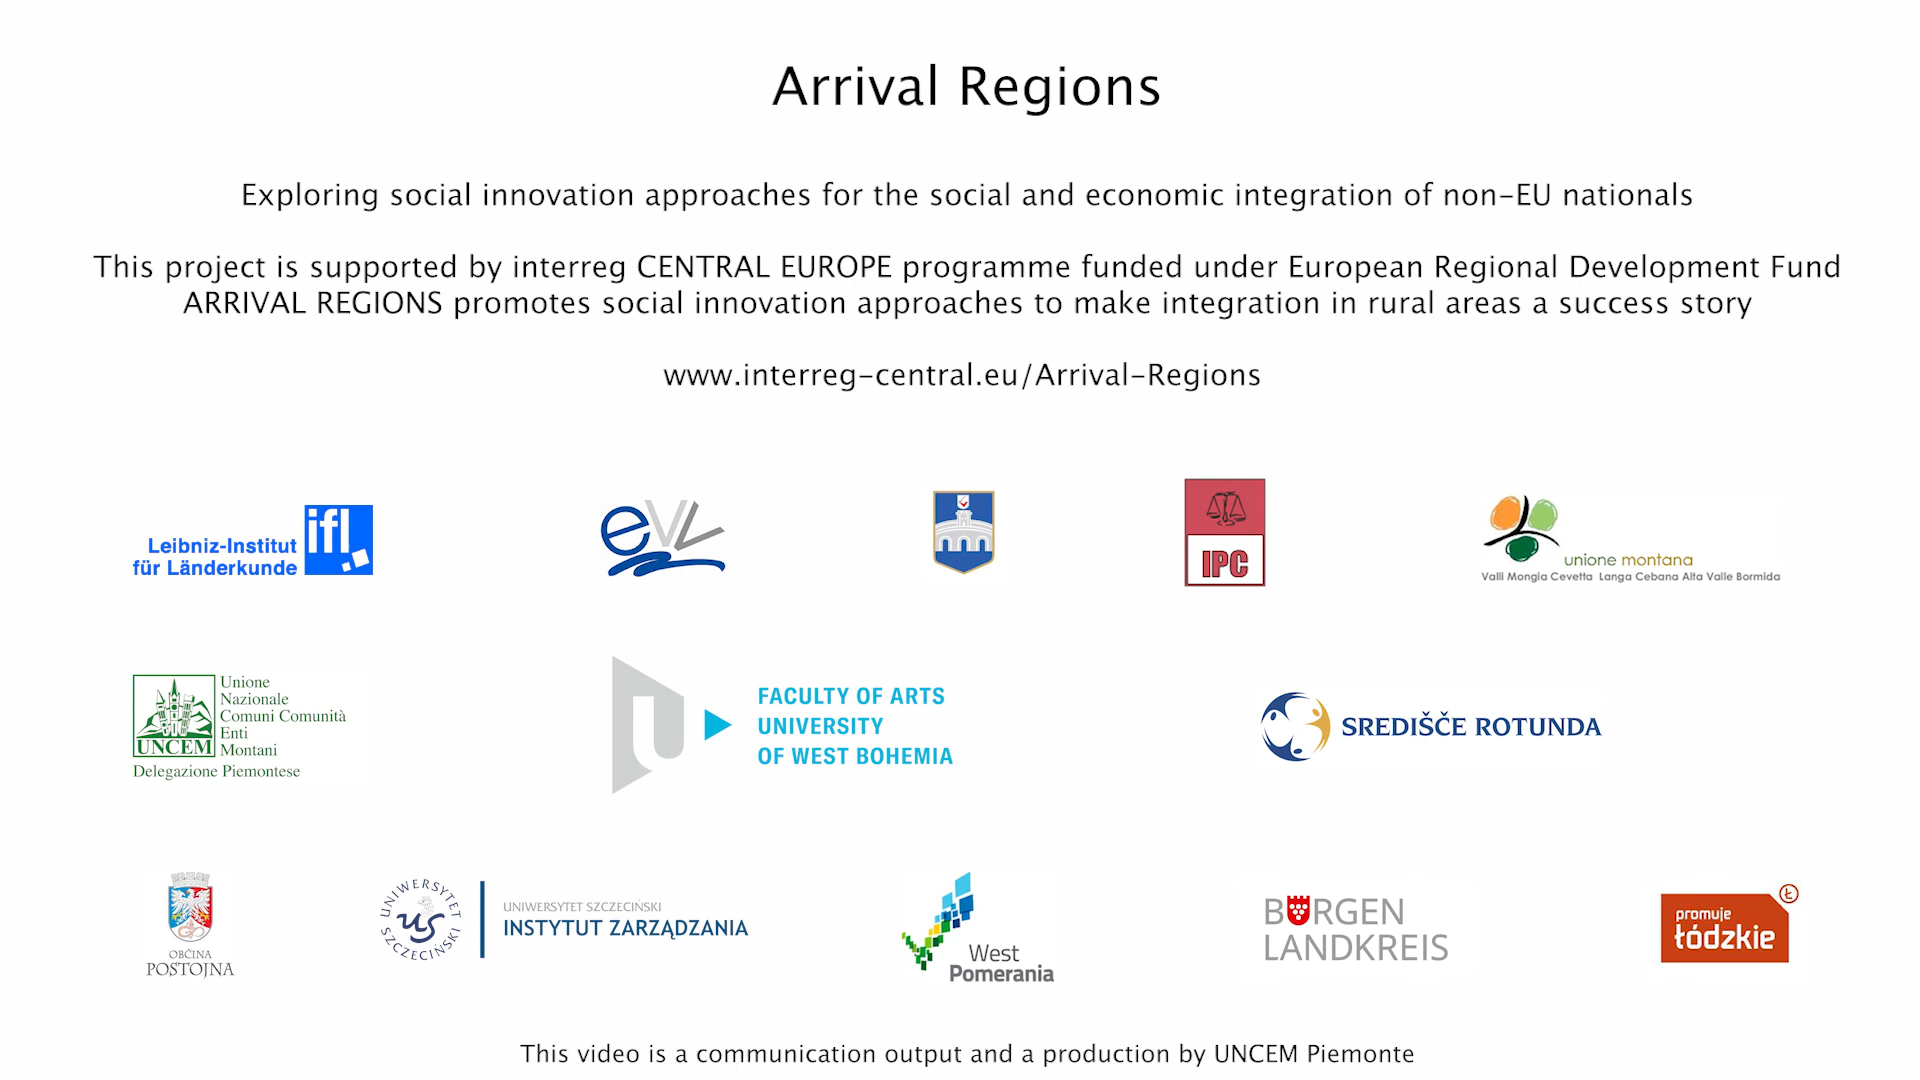 Arrival Regions
Exploring social innovation approaches for the social and economic integration of non-EU nationals
This project is supported by interreg CENTRAL EUROPE programme funded under European Regional Development Fund
ARRIVAL REGIONS promotes social innovation approaches to make integration in rural areas a success story
www.interreg-central.eu/Arrival-Regions
Leibniz-Institut
für Länderkunde
ifl
evv
IPC
unione montana
Valli Mongia Cevetta Langa Cebana Alta Valle Bormida
UNCEM
Unione
Nazionale
Comuni Comunità
Enti
Montani
Delegazione Piemontese
FACULTY OF ARTS
UNIVERSITY
OF WEST BOHEMIA
SREDIŠČE ROTUNDA
OBČINA
POSTOJNA
UNIWERSYTET SZCZECIŃSKI
US
UNIWERSYTET SZCZECIŃSKI
INSTYTUT ZARZĄDZANIA
West
Pomerania
BURGEN
LANDKREIS
promuje
łódzkie
Ł
This video is a communication output and a production by UNCEM Piemonte